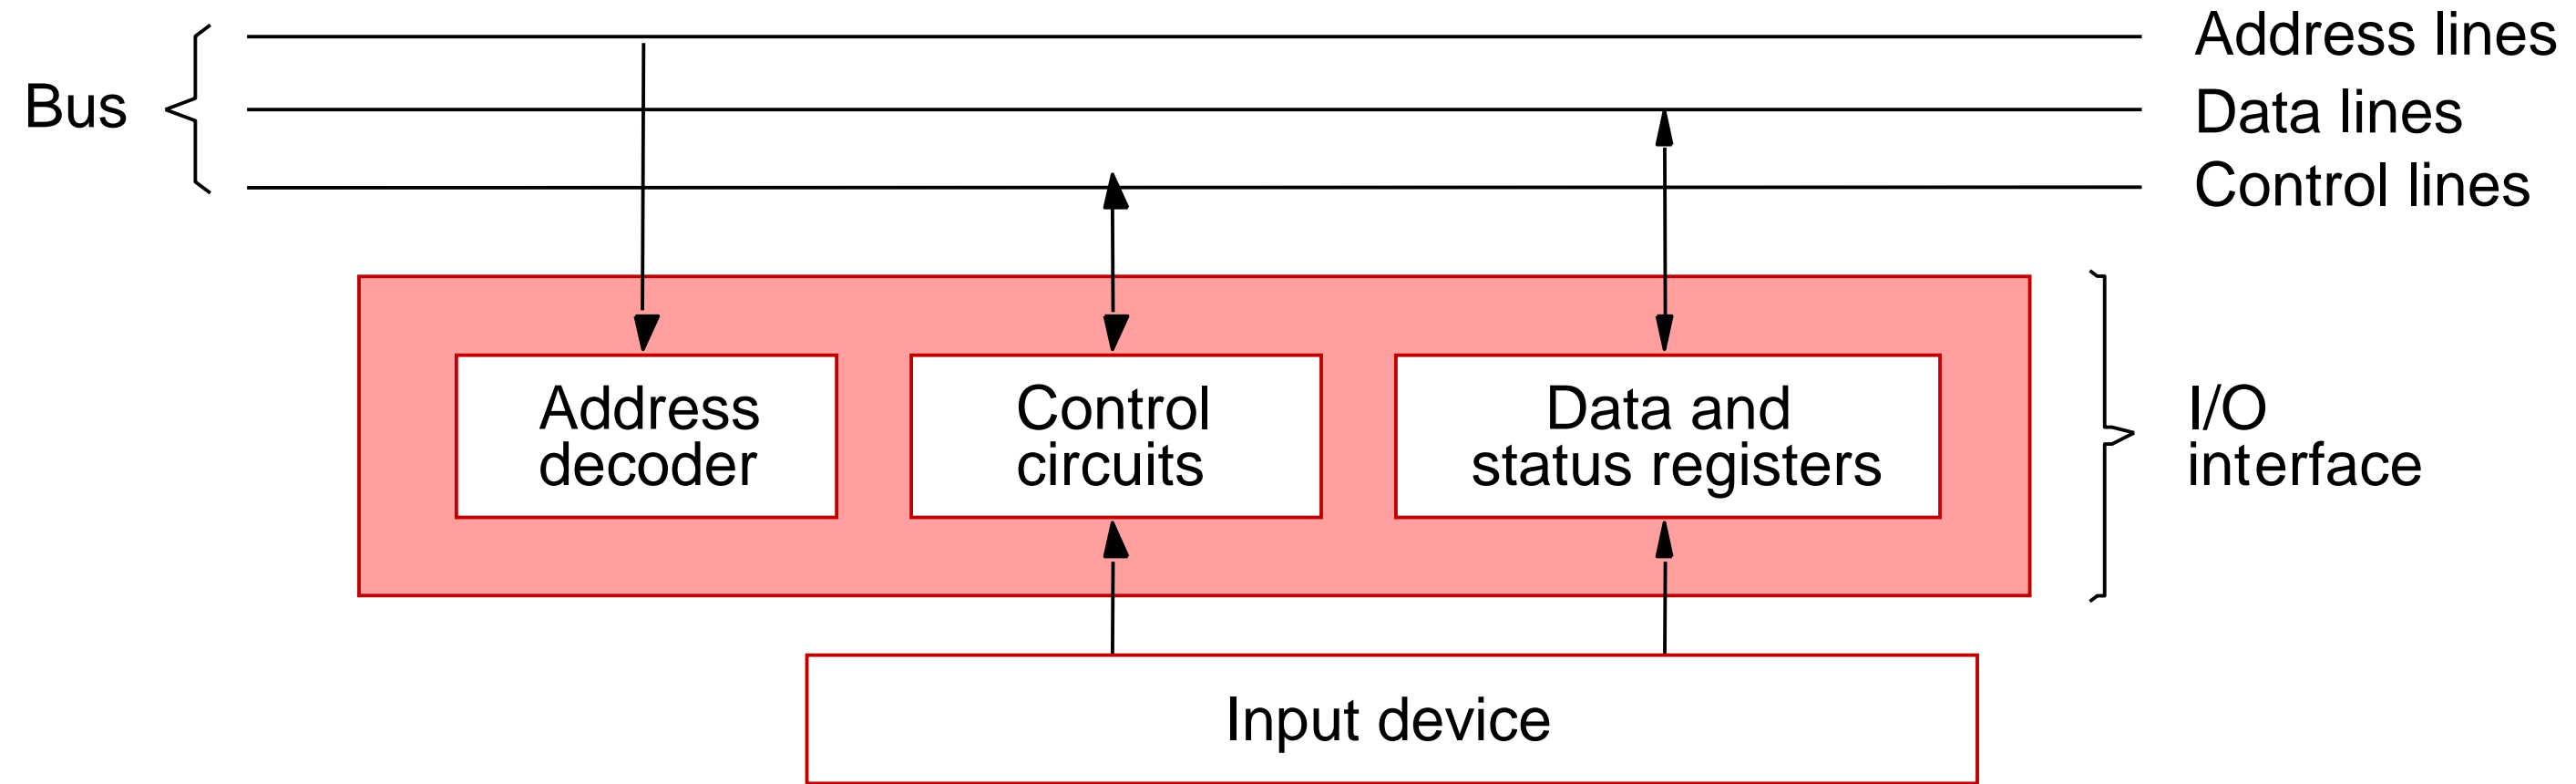 Address lines
Bus
Data lines
Control lines
Address
decoder
Control
circuits
Data and
status registers
I/O
interface
Input device